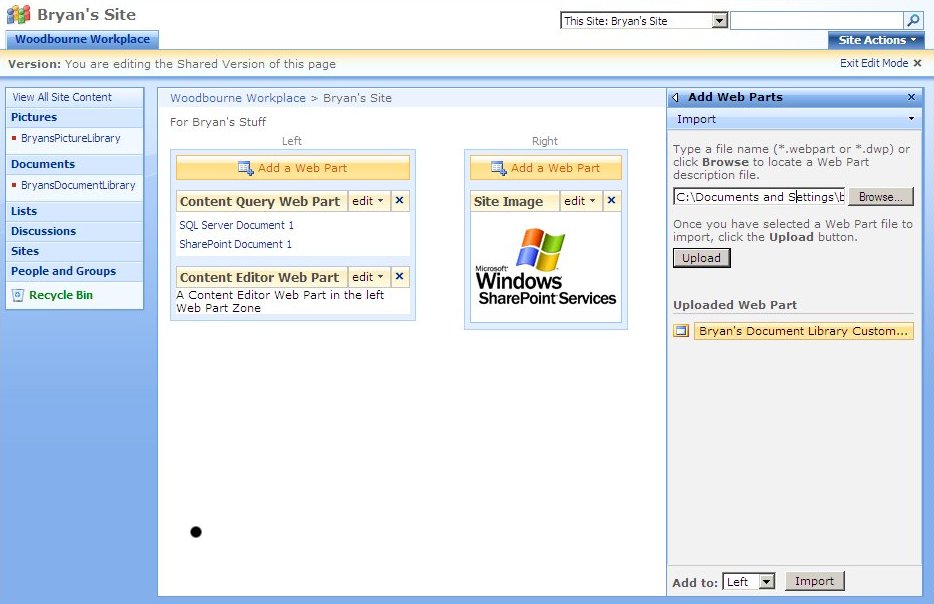 Bryan's Site
This Site: Bryan's Site
Woodbourne Workplace
Site Actions
Version: You are editing the Shared Version of this page
Exit Edit Mode
View All Site Content
Pictures
BryansPictureLibrary
Documents
BryansDocumentLibrary
Lists
Discussions
Sites
People and Groups
Recycle Bin
Woodbourne Workplace > Bryan's Site
For Bryan's Stuff
Left
Add a Web Part
Content Query Web Part edit
SQL Server Document 1
SharePoint Document 1
Content Editor Web Part edit
A Content Editor Web Part in the left
Web Part Zone
Right
Add a Web Part
Site Image edit
Microsoft®
Windows
SharePoint Services
Add Web Parts
Import
Type a file name (*.webpart or *.dwp) or
click Browse to locate a Web Part
description file.
C:\Documents and Settings\b
Browse...
Once you have selected a Web Part file to
import, click the Upload button.
Upload
Uploaded Web Part
Bryan's Document Library Custom...
Add to: Left Import